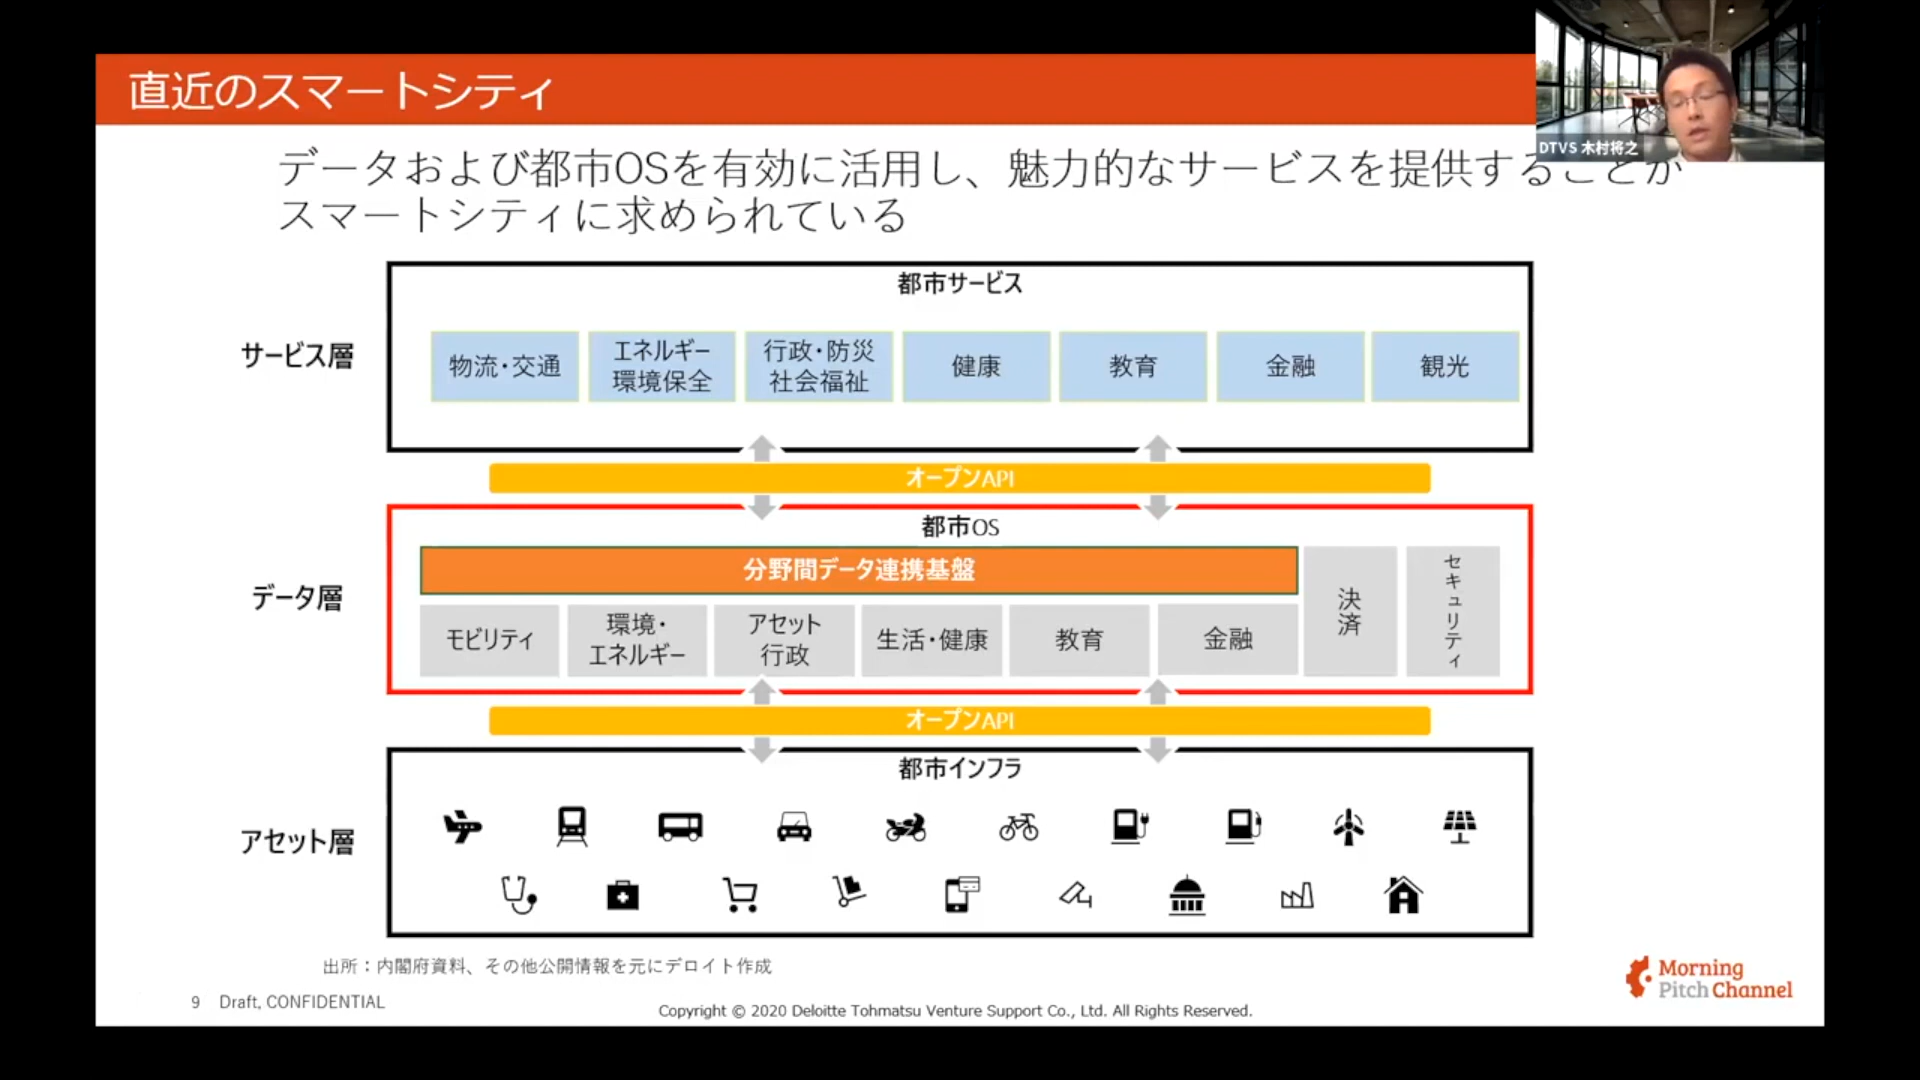 直近のスマートシティ
DTVS 木村将之
データおよび都市OSを有効に活用し、魅力的なサービスを提供することが
スマートシティに求められている
都市サービス
サービス層
物流・交通
エネルギー
環境保全
行政・防災
社会福祉
健康
教育
金融
観光
オープンAPI
都市OS
データ層
分野間データ連携基盤
モビリティ
環境・
エネルギー
アセット
行政
生活・健康
教育
金融
決済
セキュリティ
オープンAPI
都市インフラ
アセット層
出所：内閣府資料、その他公開情報を元にデロイト作成
9 Draft, CONFIDENTIAL
Copyright © 2020 Deloitte Tohmatsu Venture Support Co., Ltd. All Rights Reserved.
Morning
Pitch Channel